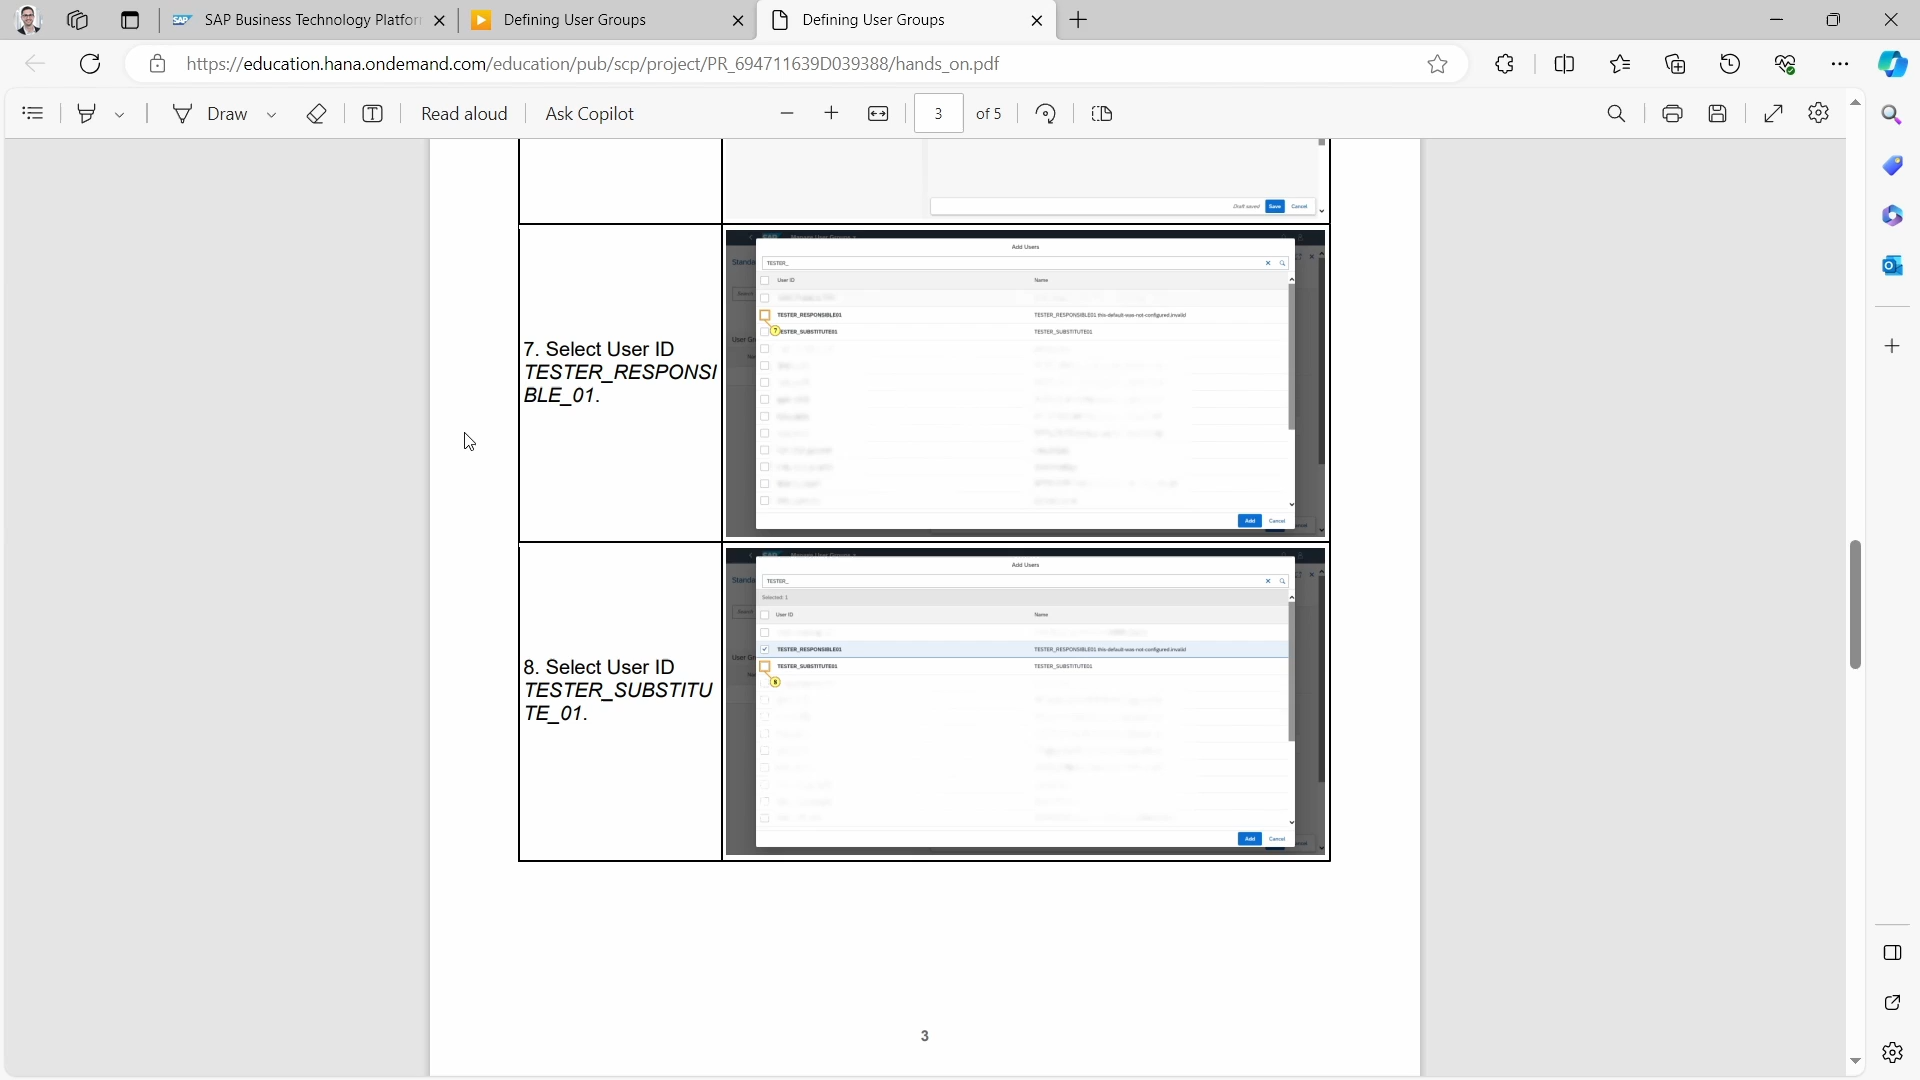 SAP Business Technology Platfor
Defining User Groups
Defining User Groups
https://education.hana.ondemand.com/education/pub/scp/project/PR_694711639D039388/hands_on.pdf
Draw
Read aloud
Ask Copilot
3
of 5
Draft saved
Save
Cancel
7. Select User ID
TESTER_RESPONSI
BLE_01.
Add Users
TESTER_
User ID
Name
TESTER_RESPONSIBLE01
TESTER_RESPONSIBLE01 this-default-was-not-configured.invalid
7
TESTER_SUBSTITUTE01
TESTER_SUBSTITUTE01
Add
Cancel
8. Select User ID
TESTER_SUBSTITU
TE_01.
Add Users
TESTER_
Selected: 1
User ID
Name
TESTER_RESPONSIBLE01
TESTER_RESPONSIBLE01 this-default-was-not-configured.invalid
TESTER_SUBSTITUTE01
TESTER_SUBSTITUTE01
8
Add
Cancel
3